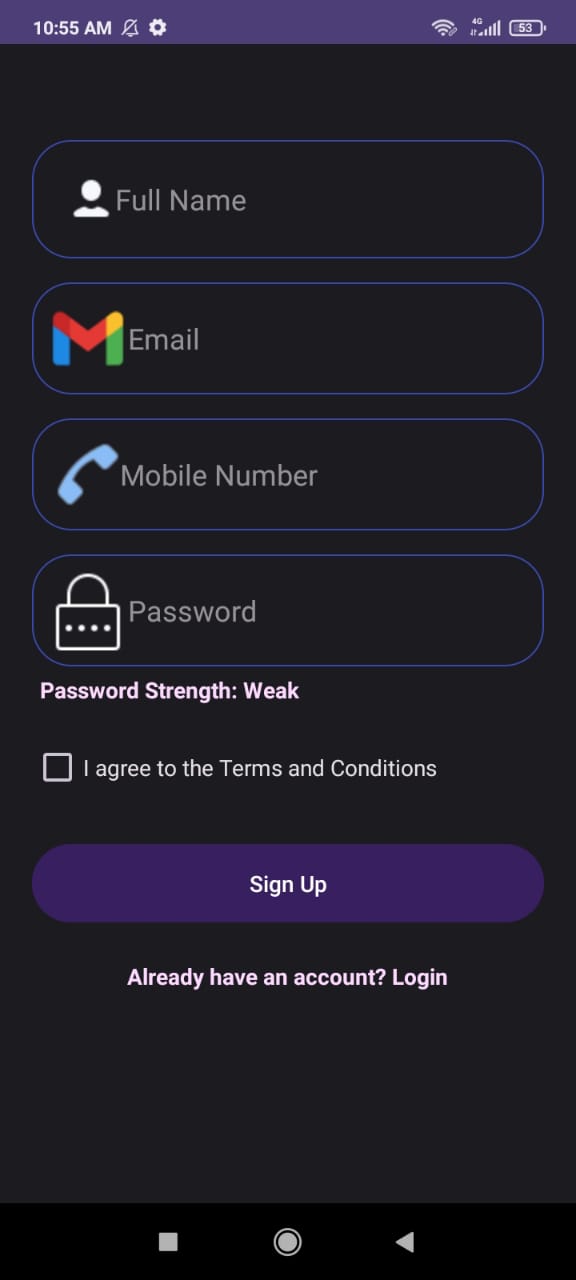 10:55 AM
4G
53
Full Name
Email
Mobile Number
Password
Password Strength: Weak
I agree to the Terms and Conditions
Sign Up
Already have an account? Login